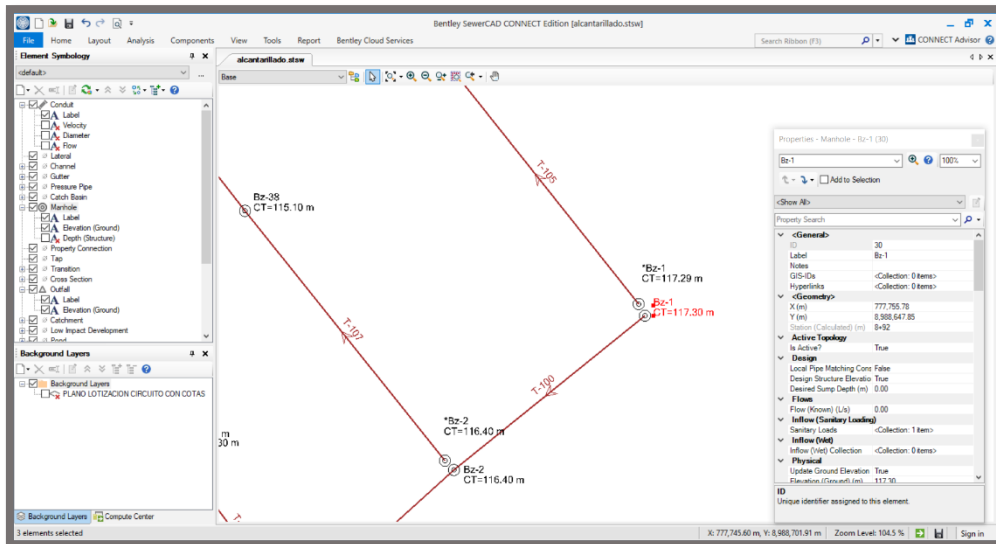 Bentley SewerCAD CONNECT Edition [alcantarillado.stsw]
File Home Layout Analysis Components View Tools Report Bentley Cloud Services Search Ribbon (F3) CONNECT Advisor
Element Symbology
<default>
Conduit
Label
Velocity
Diameter
Flow
Lateral
Channel
Gutter
Pressure Pipe
Catch Basin
Manhole
Label
Elevation (Ground)
Depth (Structure)
Property Connection
Tap
Transition
Cross Section
Outfall
Label
Elevation (Ground)
Catchment
Low Impact Development
Pond
Background Layers
Background Layers
PLANO LOTIZACION CIRCUITO CON COTAS
Background Layers Compute Center
alcantarillado.stsw
Base
T-105
Bz-38
CT=115.10 m
*Bz-1
CT=117.29 m
Bz-1
CT=117.30 m
T-107
T-100
*Bz-2
CT=116.40 m
m
30 m
Bz-2
CT=116.40 m
T-
Properties - Manhole - Bz-1 (30)
Bz-1 100%
Add to Selection
<Show All>
Property Search
<General>
ID 30
Label Bz-1
Notes
GIS-IDs <Collection: 0 items>
Hyperlinks <Collection: 0 items>
<Geometry>
X (m) 777,755.78
Y (m) 8,988,647.85
Station (Calculated) (m) 8+92
Active Topology
Is Active? True
Design
Local Pipe Matching Cons False
Design Structure Elevatio True
Desired Sump Depth (m) 0.00
Flows
Flow (Known) (L/s) 0.00
Inflow (Sanitary Loading)
Sanitary Loads <Collection: 1 item>
Inflow (Wet)
Inflow (Wet) Collection <Collection: 0 items>
Physical
Update Ground Elevation True
Elevation (Ground) (m) 117.30
ID
Unique identifier assigned to this element.
3 elements selected X: 777,745.60 m, Y: 8,988,701.91 m Zoom Level: 104.5 % Sign in